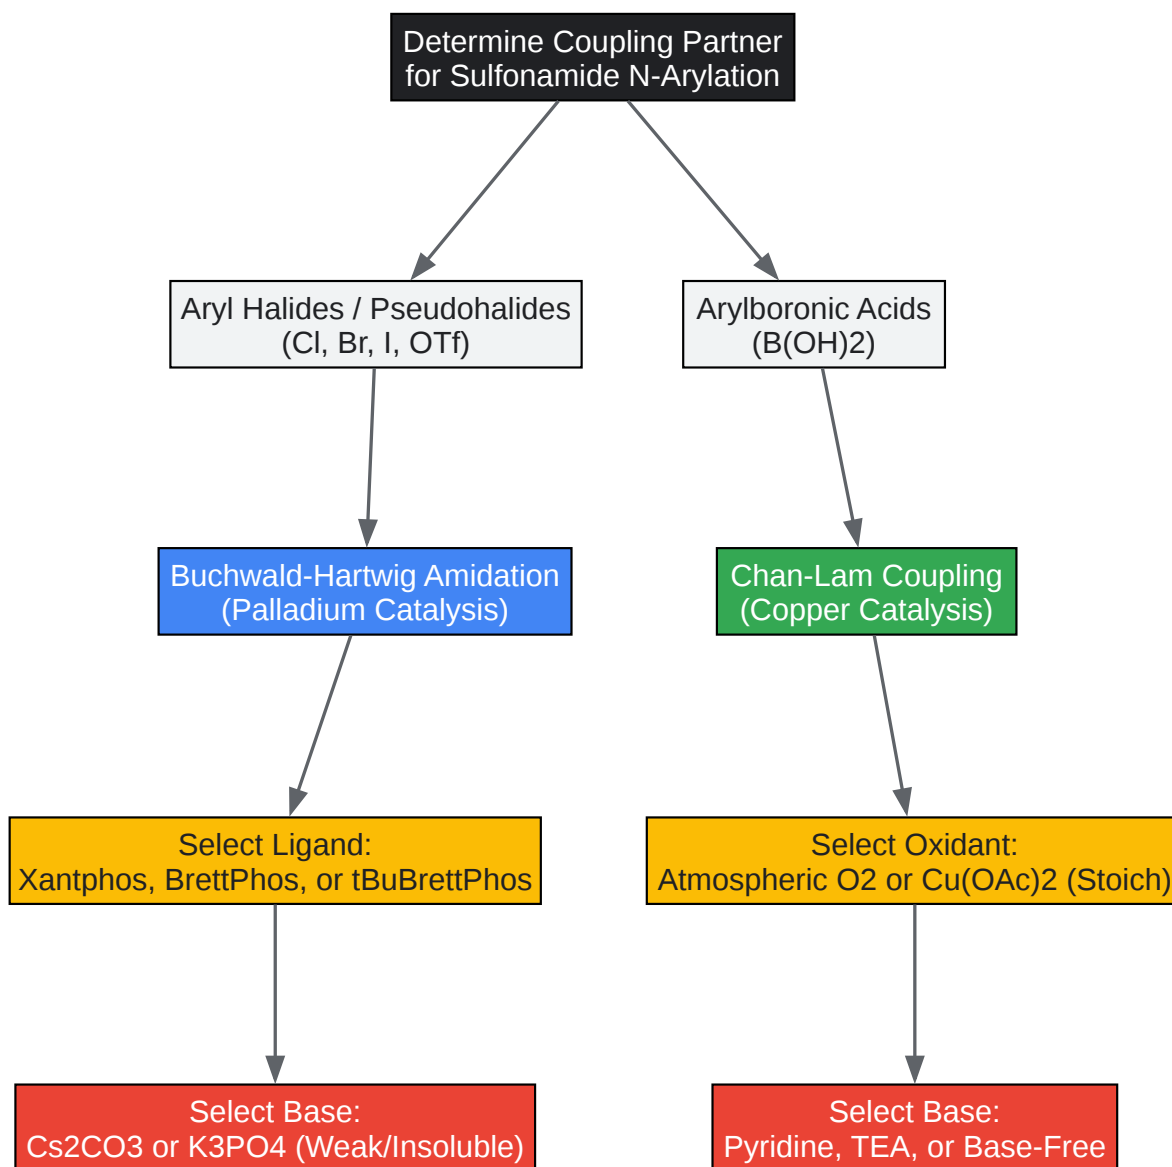 Determine Coupling Partner
for Sulfonamide N-Arylation
Aryl Halides / Pseudohalides
(Cl, Br, I, OTf)
Arylboronic Acids
(B(OH)2)
Buchwald-Hartwig Amidation
(Palladium Catalysis)
Chan-Lam Coupling
(Copper Catalysis)
Select Ligand:
Xantphos, BrettPhos, or tBuBrettPhos
Select Oxidant:
Atmospheric O2 or Cu(OAc)2 (Stoich)
Select Base:
Cs2CO3 or K3PO4 (Weak/Insoluble)
Select Base:
Pyridine, TEA, or Base-Free